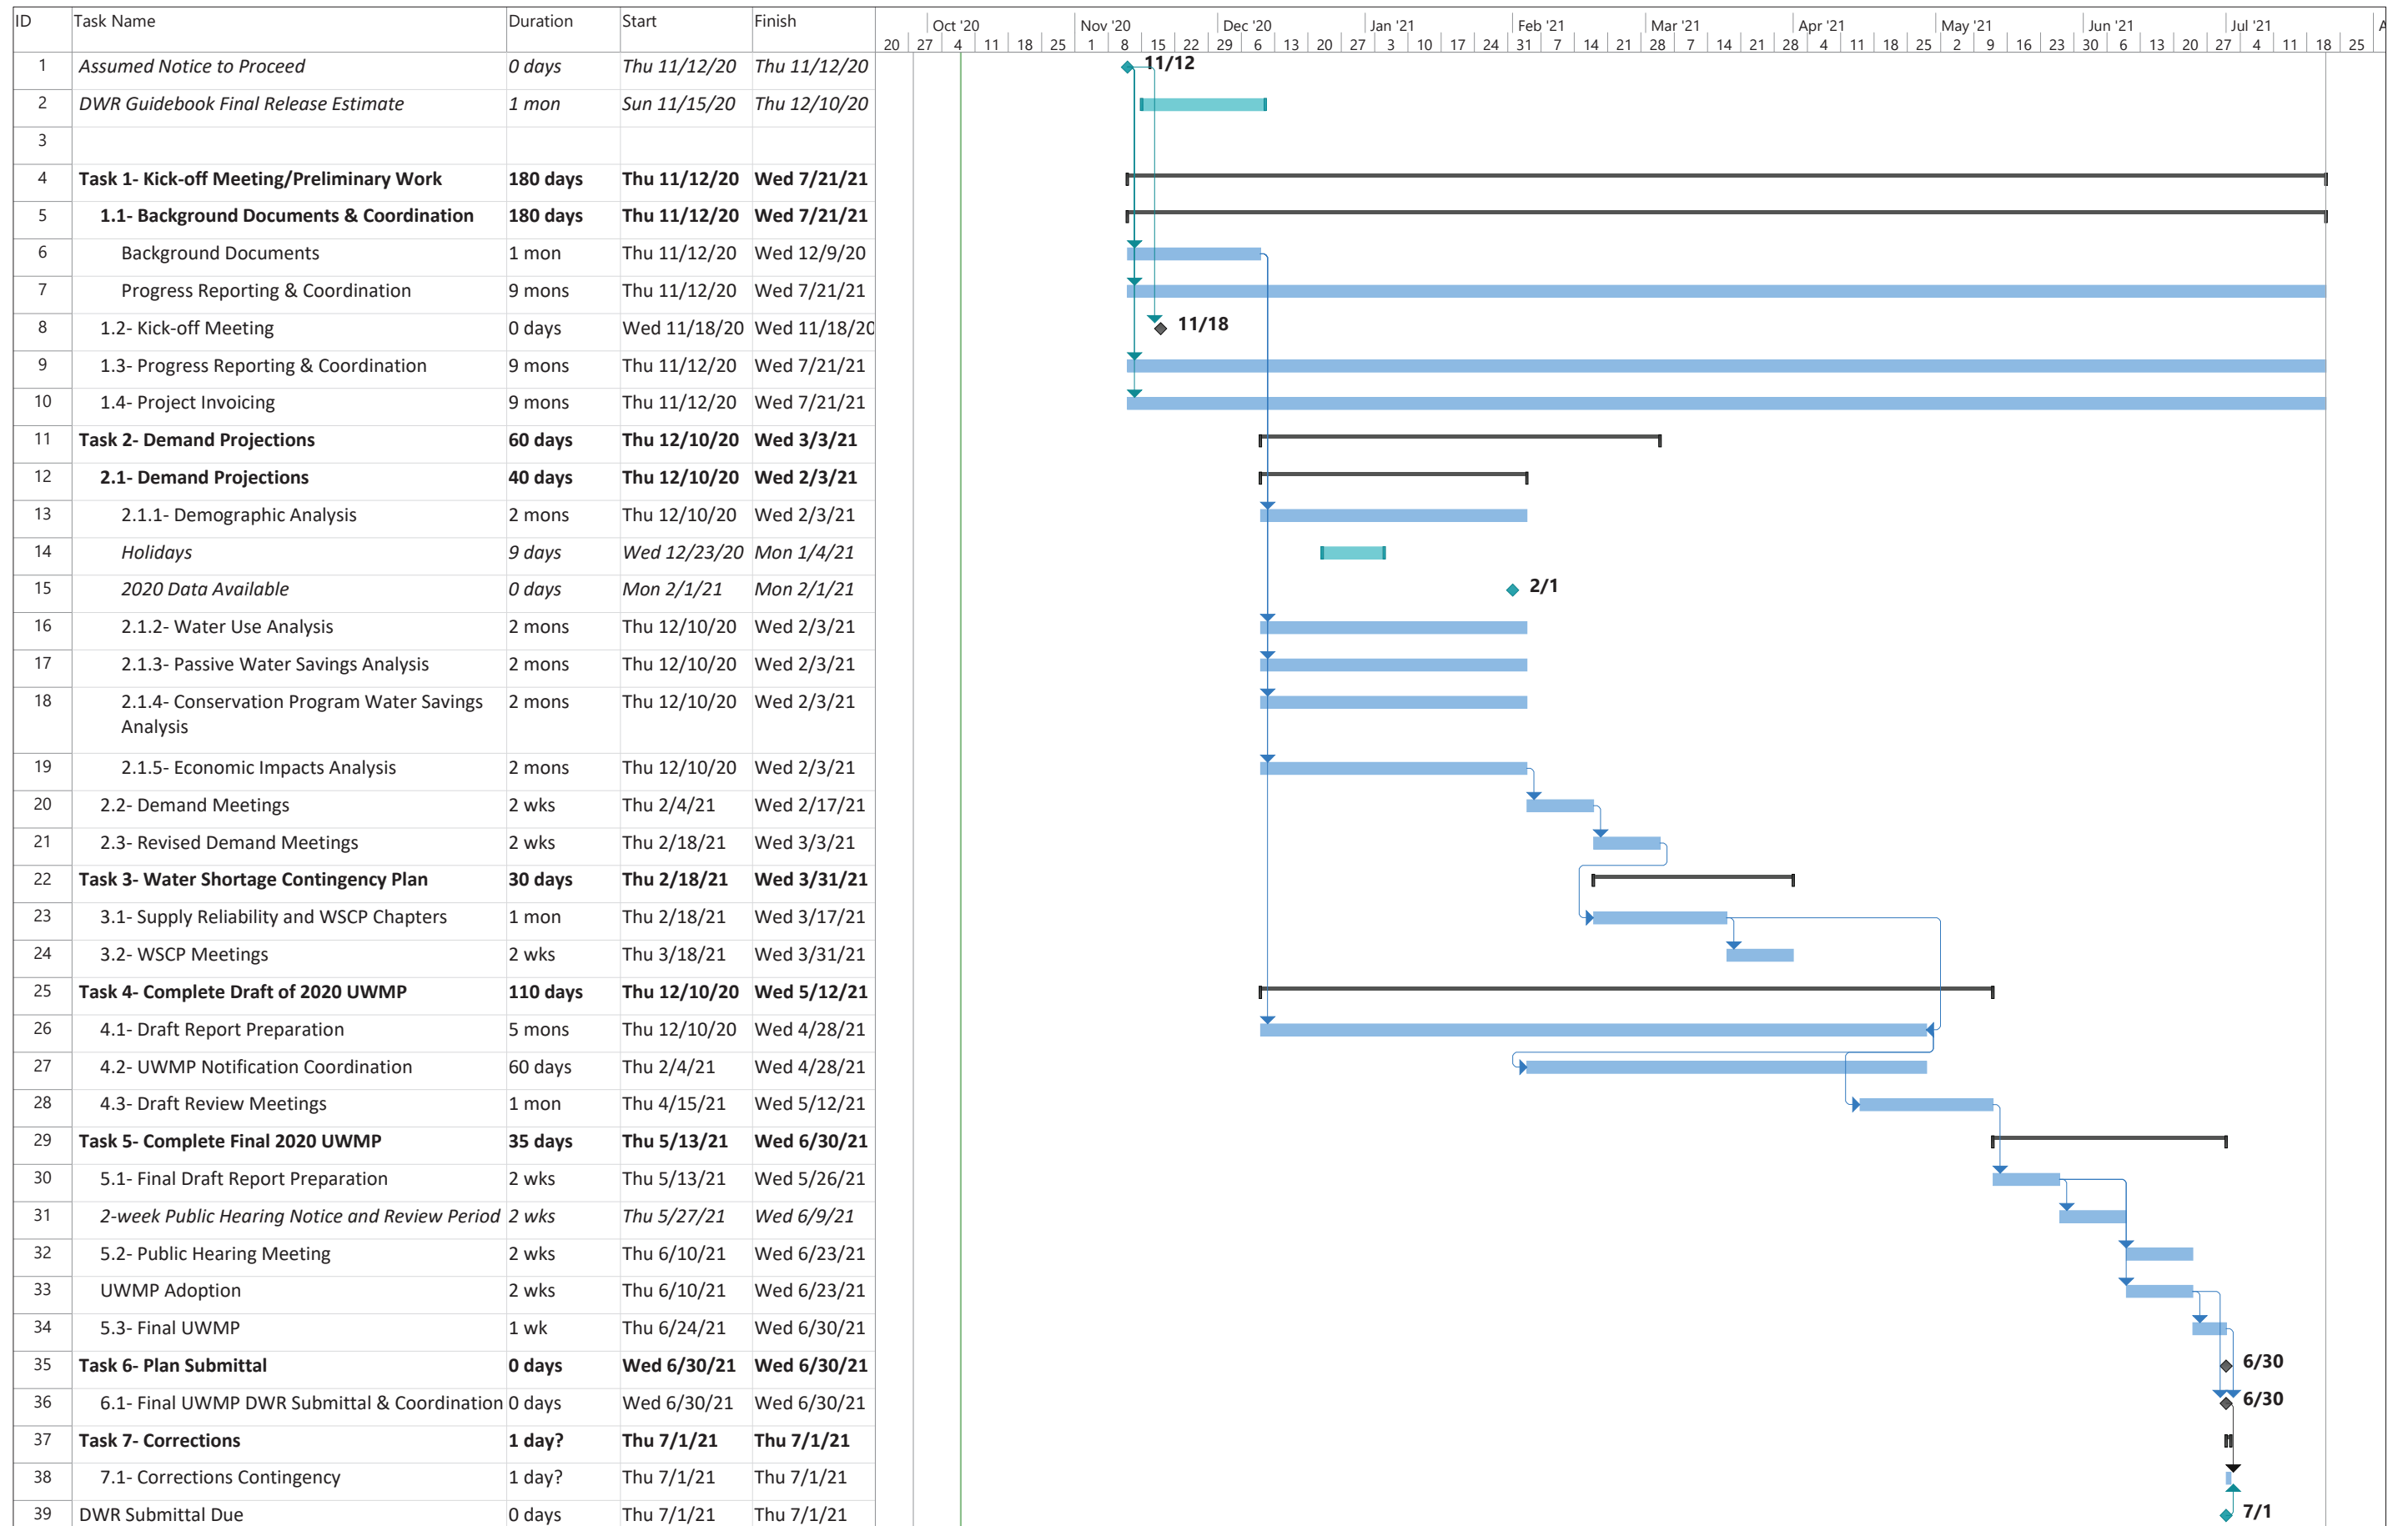 ID Task Name Duration Start Finish Oct '20 Nov '20 Dec '20 Jan '21 Feb '21 Mar '21 Apr '21 May '21 Jun '21 Jul '21 A
20 27 4 11 18 25 1 8 15 22 29 6 13 20 27 3 10 17 24 31 7 14 21 28 7 14 21 28 4 11 18 25 2 9 16 23 30 6 13 20 27 4 11 18 25
1 Assumed Notice to Proceed 0 days Thu 11/12/20 Thu 11/12/20 11/12
2 DWR Guidebook Final Release Estimate 1 mon Sun 11/15/20 Thu 12/10/20
3
4 Task 1- Kick-off Meeting/Preliminary Work 180 days Thu 11/12/20 Wed 7/21/21
5 1.1- Background Documents & Coordination 180 days Thu 11/12/20 Wed 7/21/21
6 Background Documents 1 mon Thu 11/12/20 Wed 12/9/20
7 Progress Reporting & Coordination 9 mons Thu 11/12/20 Wed 7/21/21
8 1.2- Kick-off Meeting 0 days Wed 11/18/20 Wed 11/18/20 11/18
9 1.3- Progress Reporting & Coordination 9 mons Thu 11/12/20 Wed 7/21/21
10 1.4- Project Invoicing 9 mons Thu 11/12/20 Wed 7/21/21
11 Task 2- Demand Projections 60 days Thu 12/10/20 Wed 3/3/21
12 2.1- Demand Projections 40 days Thu 12/10/20 Wed 2/3/21
13 2.1.1- Demographic Analysis 2 mons Thu 12/10/20 Wed 2/3/21
14 Holidays 9 days Wed 12/23/20 Mon 1/4/21
15 2020 Data Available 0 days Mon 2/1/21 Mon 2/1/21 2/1
16 2.1.2- Water Use Analysis 2 mons Thu 12/10/20 Wed 2/3/21
17 2.1.3- Passive Water Savings Analysis 2 mons Thu 12/10/20 Wed 2/3/21
18 2.1.4- Conservation Program Water Savings 2 mons Thu 12/10/20 Wed 2/3/21
Analysis
19 2.1.5- Economic Impacts Analysis 2 mons Thu 12/10/20 Wed 2/3/21
20 2.2- Demand Meetings 2 wks Thu 2/4/21 Wed 2/17/21
21 2.3- Revised Demand Meetings 2 wks Thu 2/18/21 Wed 3/3/21
22 Task 3- Water Shortage Contingency Plan 30 days Thu 2/18/21 Wed 3/31/21
23 3.1- Supply Reliability and WSCP Chapters 1 mon Thu 2/18/21 Wed 3/17/21
24 3.2- WSCP Meetings 2 wks Thu 3/18/21 Wed 3/31/21
25 Task 4- Complete Draft of 2020 UWMP 110 days Thu 12/10/20 Wed 5/12/21
26 4.1- Draft Report Preparation 5 mons Thu 12/10/20 Wed 4/28/21
27 4.2- UWMP Notification Coordination 60 days Thu 2/4/21 Wed 4/28/21
28 4.3- Draft Review Meetings 1 mon Thu 4/15/21 Wed 5/12/21
29 Task 5- Complete Final 2020 UWMP 35 days Thu 5/13/21 Wed 6/30/21
30 5.1- Final Draft Report Preparation 2 wks Thu 5/13/21 Wed 5/26/21
31 2-week Public Hearing Notice and Review Period 2 wks Thu 5/27/21 Wed 6/9/21
32 5.2- Public Hearing Meeting 2 wks Thu 6/10/21 Wed 6/23/21
33 UWMP Adoption 2 wks Thu 6/10/21 Wed 6/23/21
34 5.3- Final UWMP 1 wk Thu 6/24/21 Wed 6/30/21
35 Task 6- Plan Submittal 0 days Wed 6/30/21 Wed 6/30/21 6/30
36 6.1- Final UWMP DWR Submittal & Coordination 0 days Wed 6/30/21 Wed 6/30/21 6/30
37 Task 7- Corrections 1 day? Thu 7/1/21 Thu 7/1/21
38 7.1- Corrections Contingency 1 day? Thu 7/1/21 Thu 7/1/21
39 DWR Submittal Due 0 days Thu 7/1/21 Thu 7/1/21 7/1